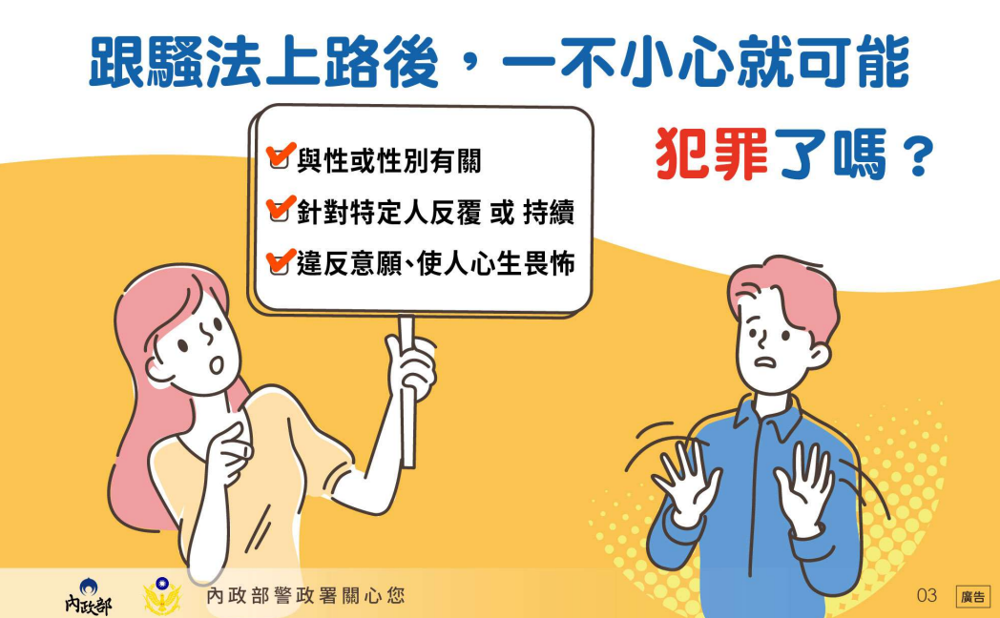 跟騷法上路後，一不小心就可能
犯罪了嗎？
與性或性別有關
針對特定人反覆 或 持續
違反意願、使人心生畏怖
內政部
內政部警政署關心您
03
廣告